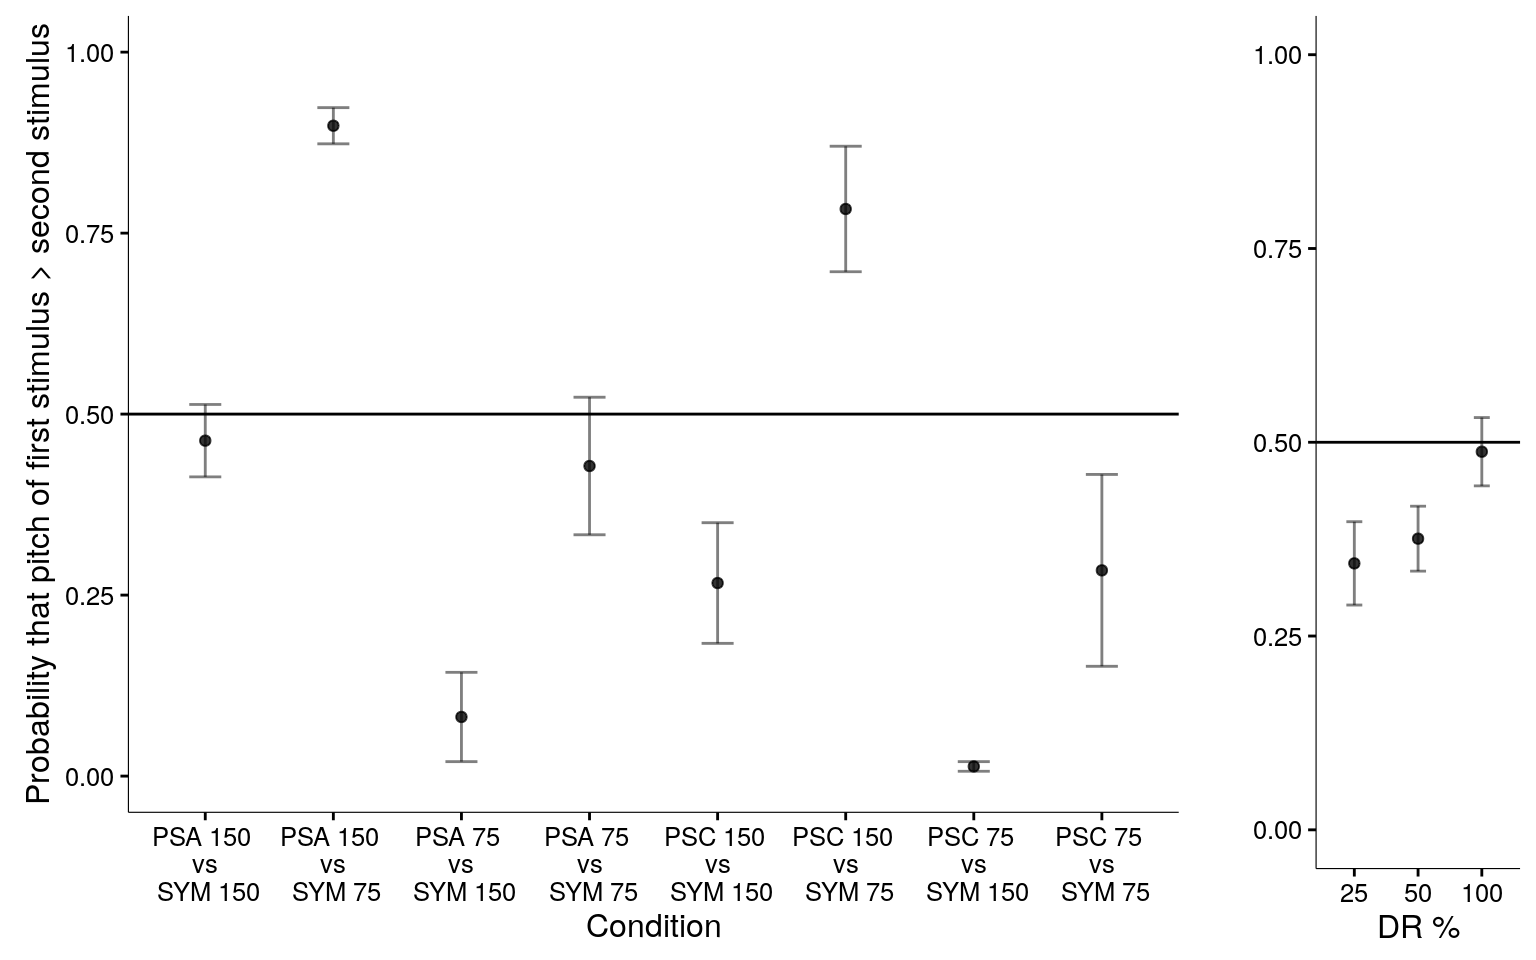 Probability that pitch of first stimulus > second stimulus
1.00
0.75
0.50
0.25
0.00
PSA 150
vs
SYM 150
PSA 150
vs
SYM 75
PSA 75
vs
SYM 150
PSA 75
vs
SYM 75
PSC 150
vs
SYM 150
PSC 150
vs
SYM 75
PSC 75
vs
SYM 150
PSC 75
vs
SYM 75
Condition
1.00
0.75
0.50
0.25
0.00
25 50 100
DR %